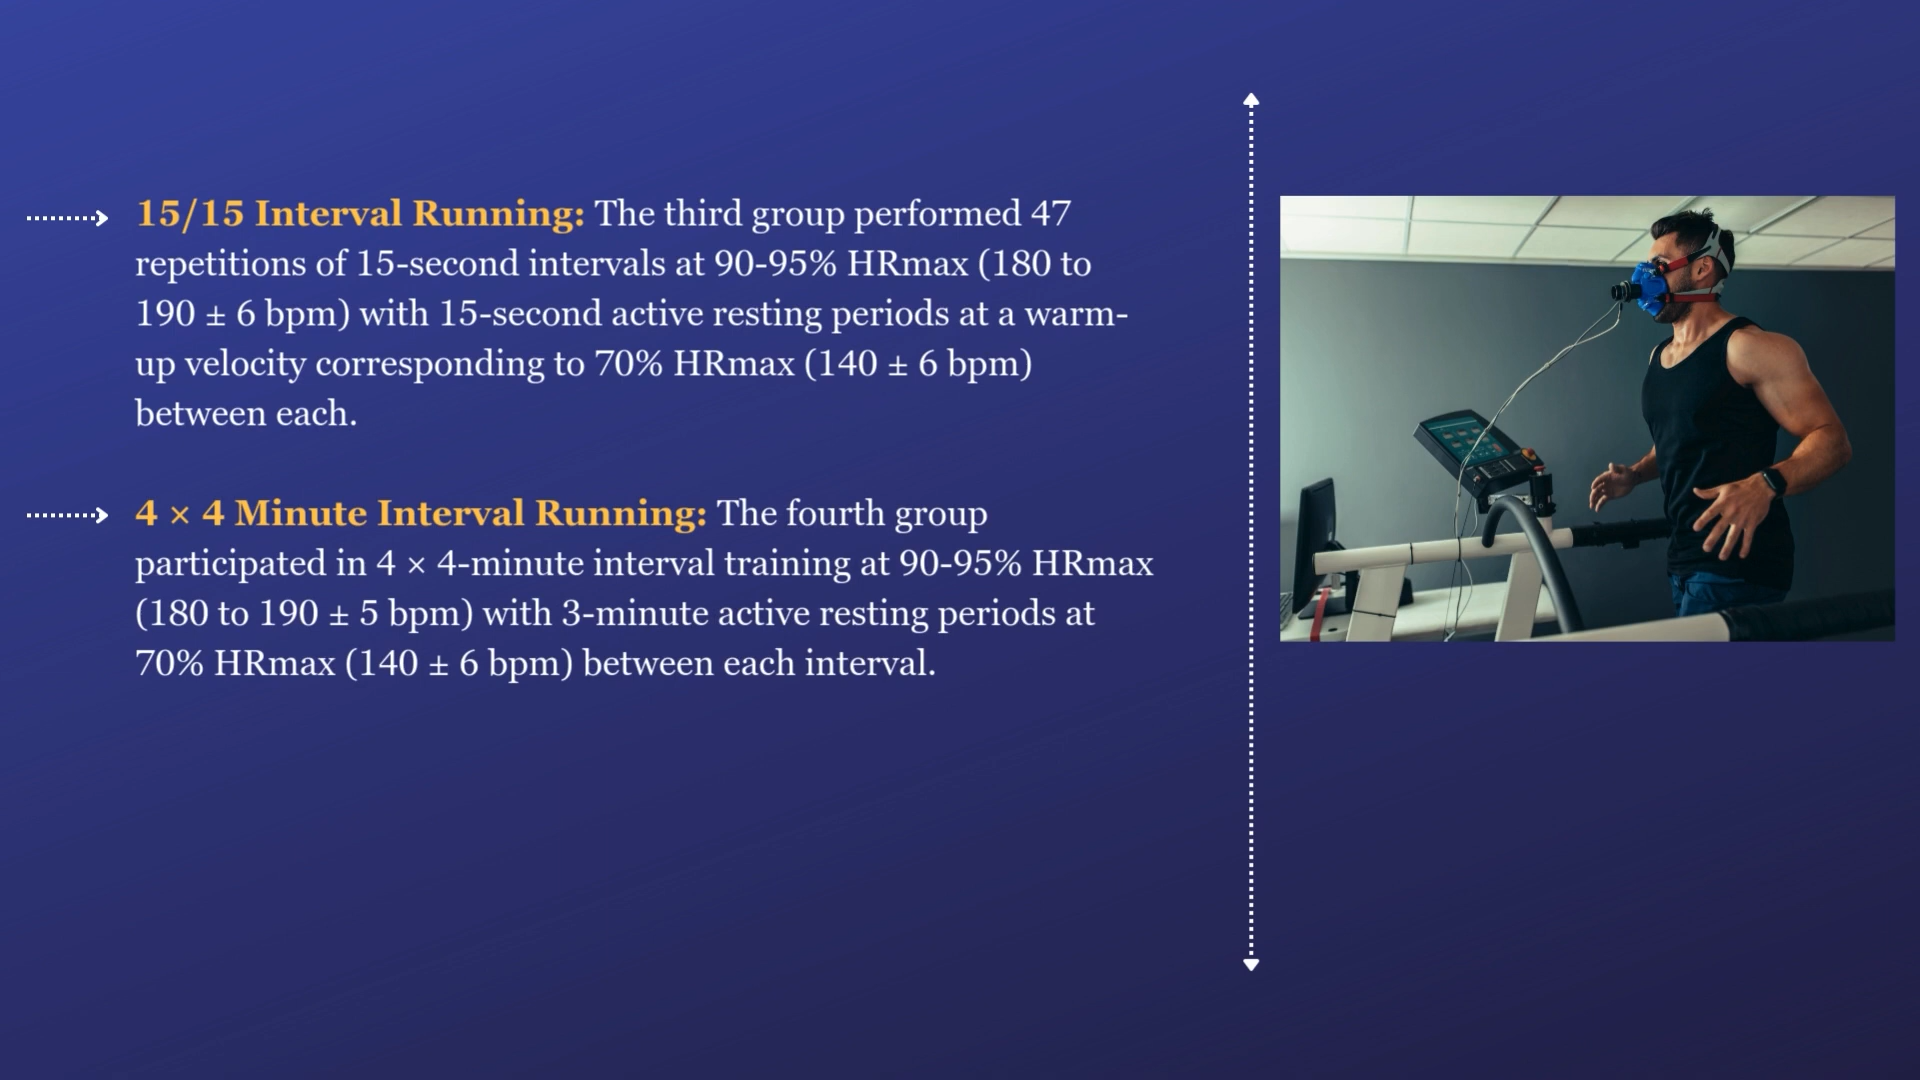 15/15 Interval Running: The third group performed 47
repetitions of 15-second intervals at 90-95% HRmax (180 to
190 ± 6 bpm) with 15-second active resting periods at a warm-
up velocity corresponding to 70% HRmax (140 ± 6 bpm)
between each.
4 × 4 Minute Interval Running: The fourth group
participated in 4 × 4-minute interval training at 90-95% HRmax
(180 to 190 ± 5 bpm) with 3-minute active resting periods at
70% HRmax (140 ± 6 bpm) between each interval.